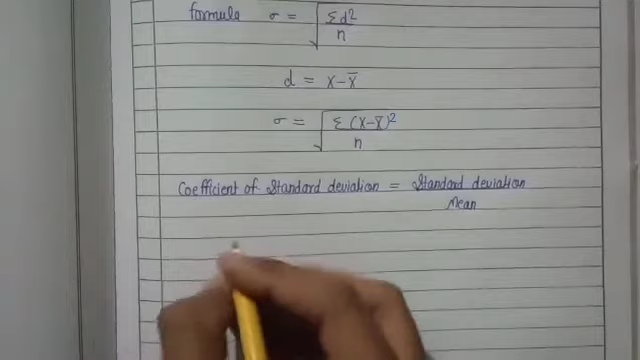 formula σ = √ Σd² / n
d = x - x̄
σ = √ Σ(x-x̄)² / n
Coefficient of Standard deviation = Standard deviation / Mean